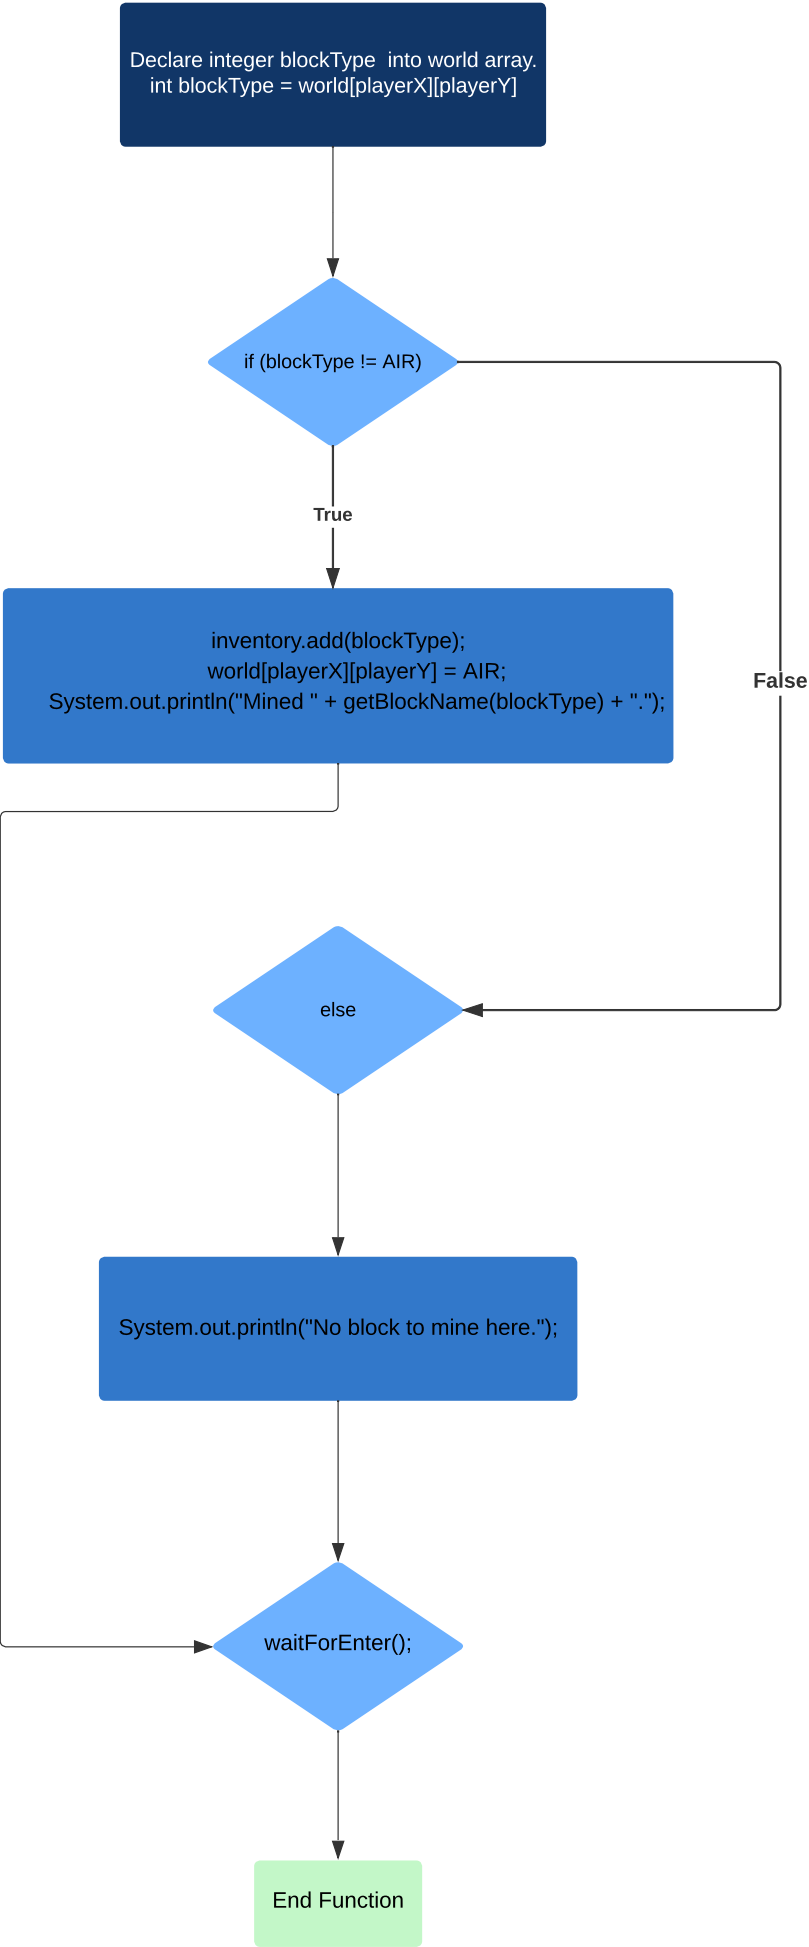 Declare integer blockType  into world array.
int blockType = world[playerX][playerY]
if (blockType != AIR)
True
inventory.add(blockType);
world[playerX][playerY] = AIR;
System.out.println("Mined " + getBlockName(blockType) + ".");
False
else
System.out.println("No block to mine here.");
waitForEnter();
End Function